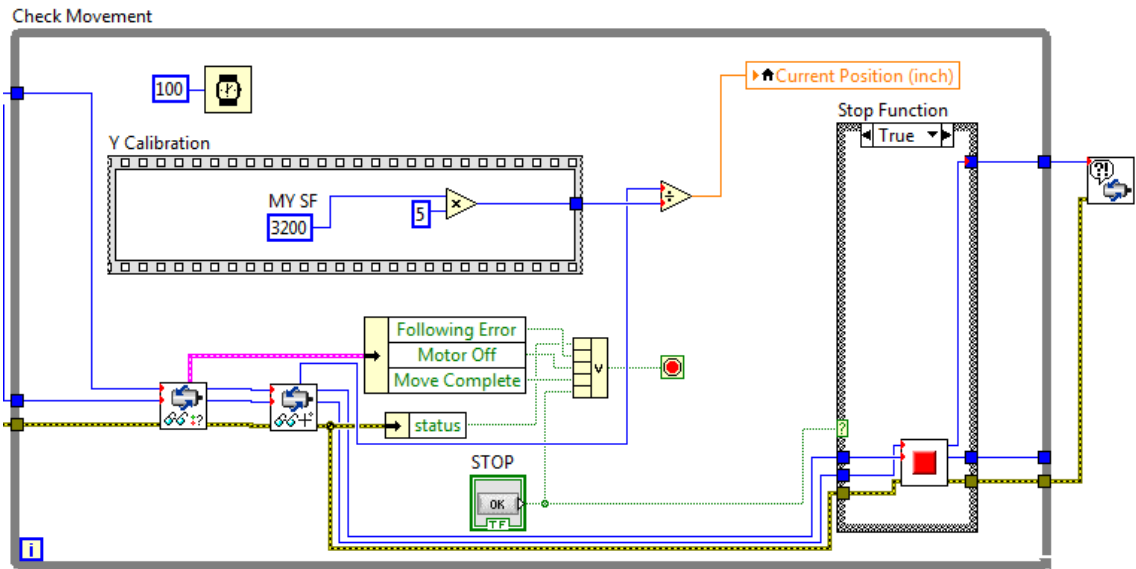 Check Movement
100
Current Position (inch)
Stop Function
True
Y Calibration
MY SF
3200
5
×
÷
?!
Following Error
Motor Off
Move Complete
v
status
?
?
STOP
OK
TF
i